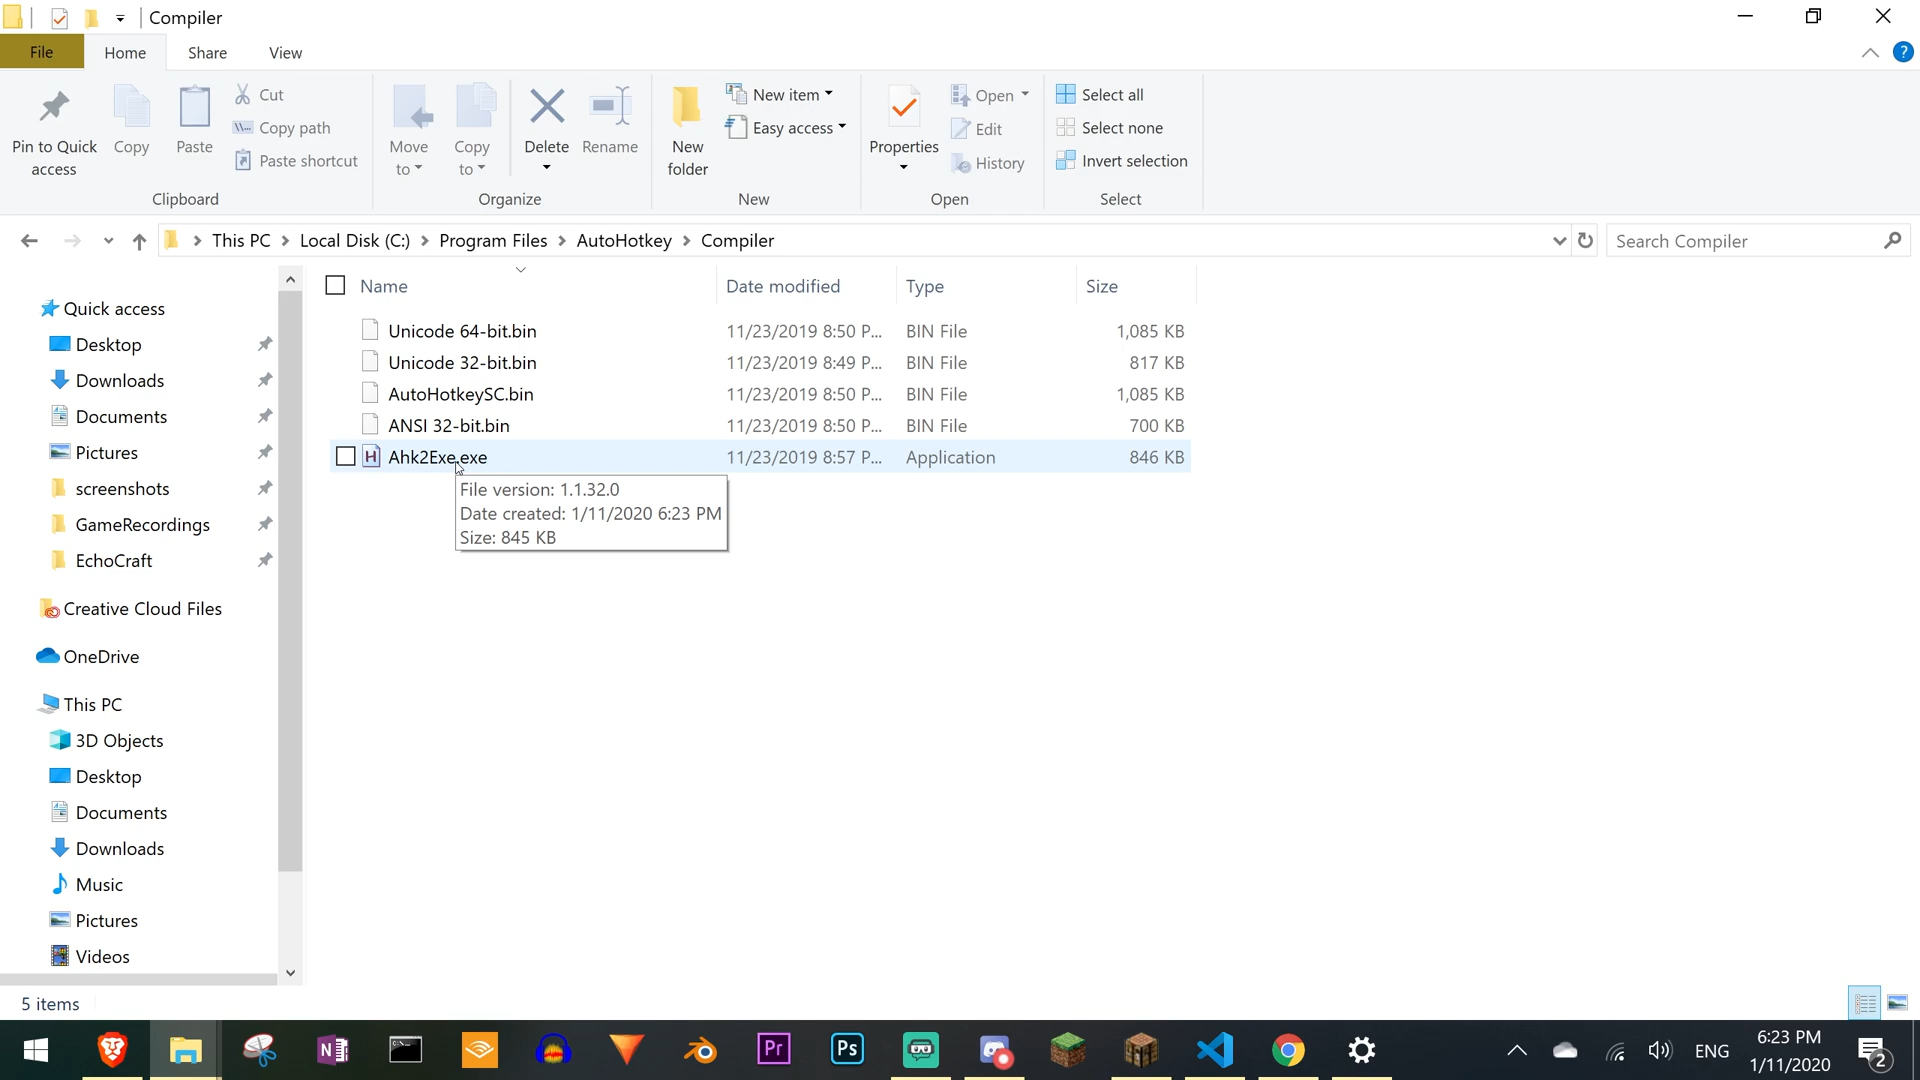 Compiler
File Home Share View
Pin to Quick access
Copy
Paste
Cut
Copy path
Paste shortcut
Clipboard
Move to
Copy to
Delete
Rename
Organize
New folder
New item
Easy access
New
Properties
Open
Edit
History
Open
Select all
Select none
Invert selection
Select
This PC > Local Disk (C:) > Program Files > AutoHotkey > Compiler
Search Compiler
Name Date modified Type Size
Unicode 64-bit.bin 11/23/2019 8:50 P... BIN File 1,085 KB
Unicode 32-bit.bin 11/23/2019 8:49 P... BIN File 817 KB
AutoHotkeySC.bin 11/23/2019 8:50 P... BIN File 1,085 KB
ANSI 32-bit.bin 11/23/2019 8:50 P... BIN File 700 KB
Ahk2Exe.exe 11/23/2019 8:57 P... Application 846 KB
File version: 1.1.32.0
Date created: 1/11/2020 6:23 PM
Size: 845 KB
Quick access
Desktop
Downloads
Documents
Pictures
screenshots
GameRecordings
EchoCraft
Creative Cloud Files
OneDrive
This PC
3D Objects
Desktop
Documents
Downloads
Music
Pictures
Videos
5 items
N
Pr
Ps
ENG
6:23 PM
1/11/2020
2